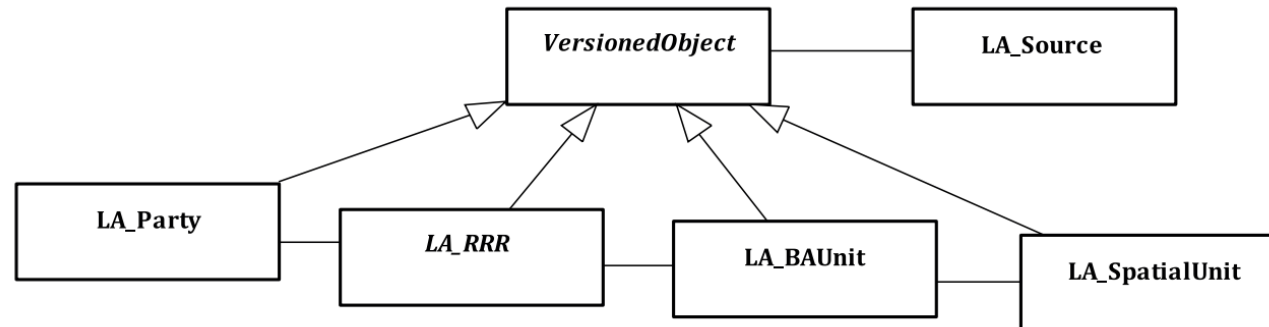 VersionedObject
LA_Source
LA_Party
LA_RRR
LA_BAUnit
LA_SpatialUnit